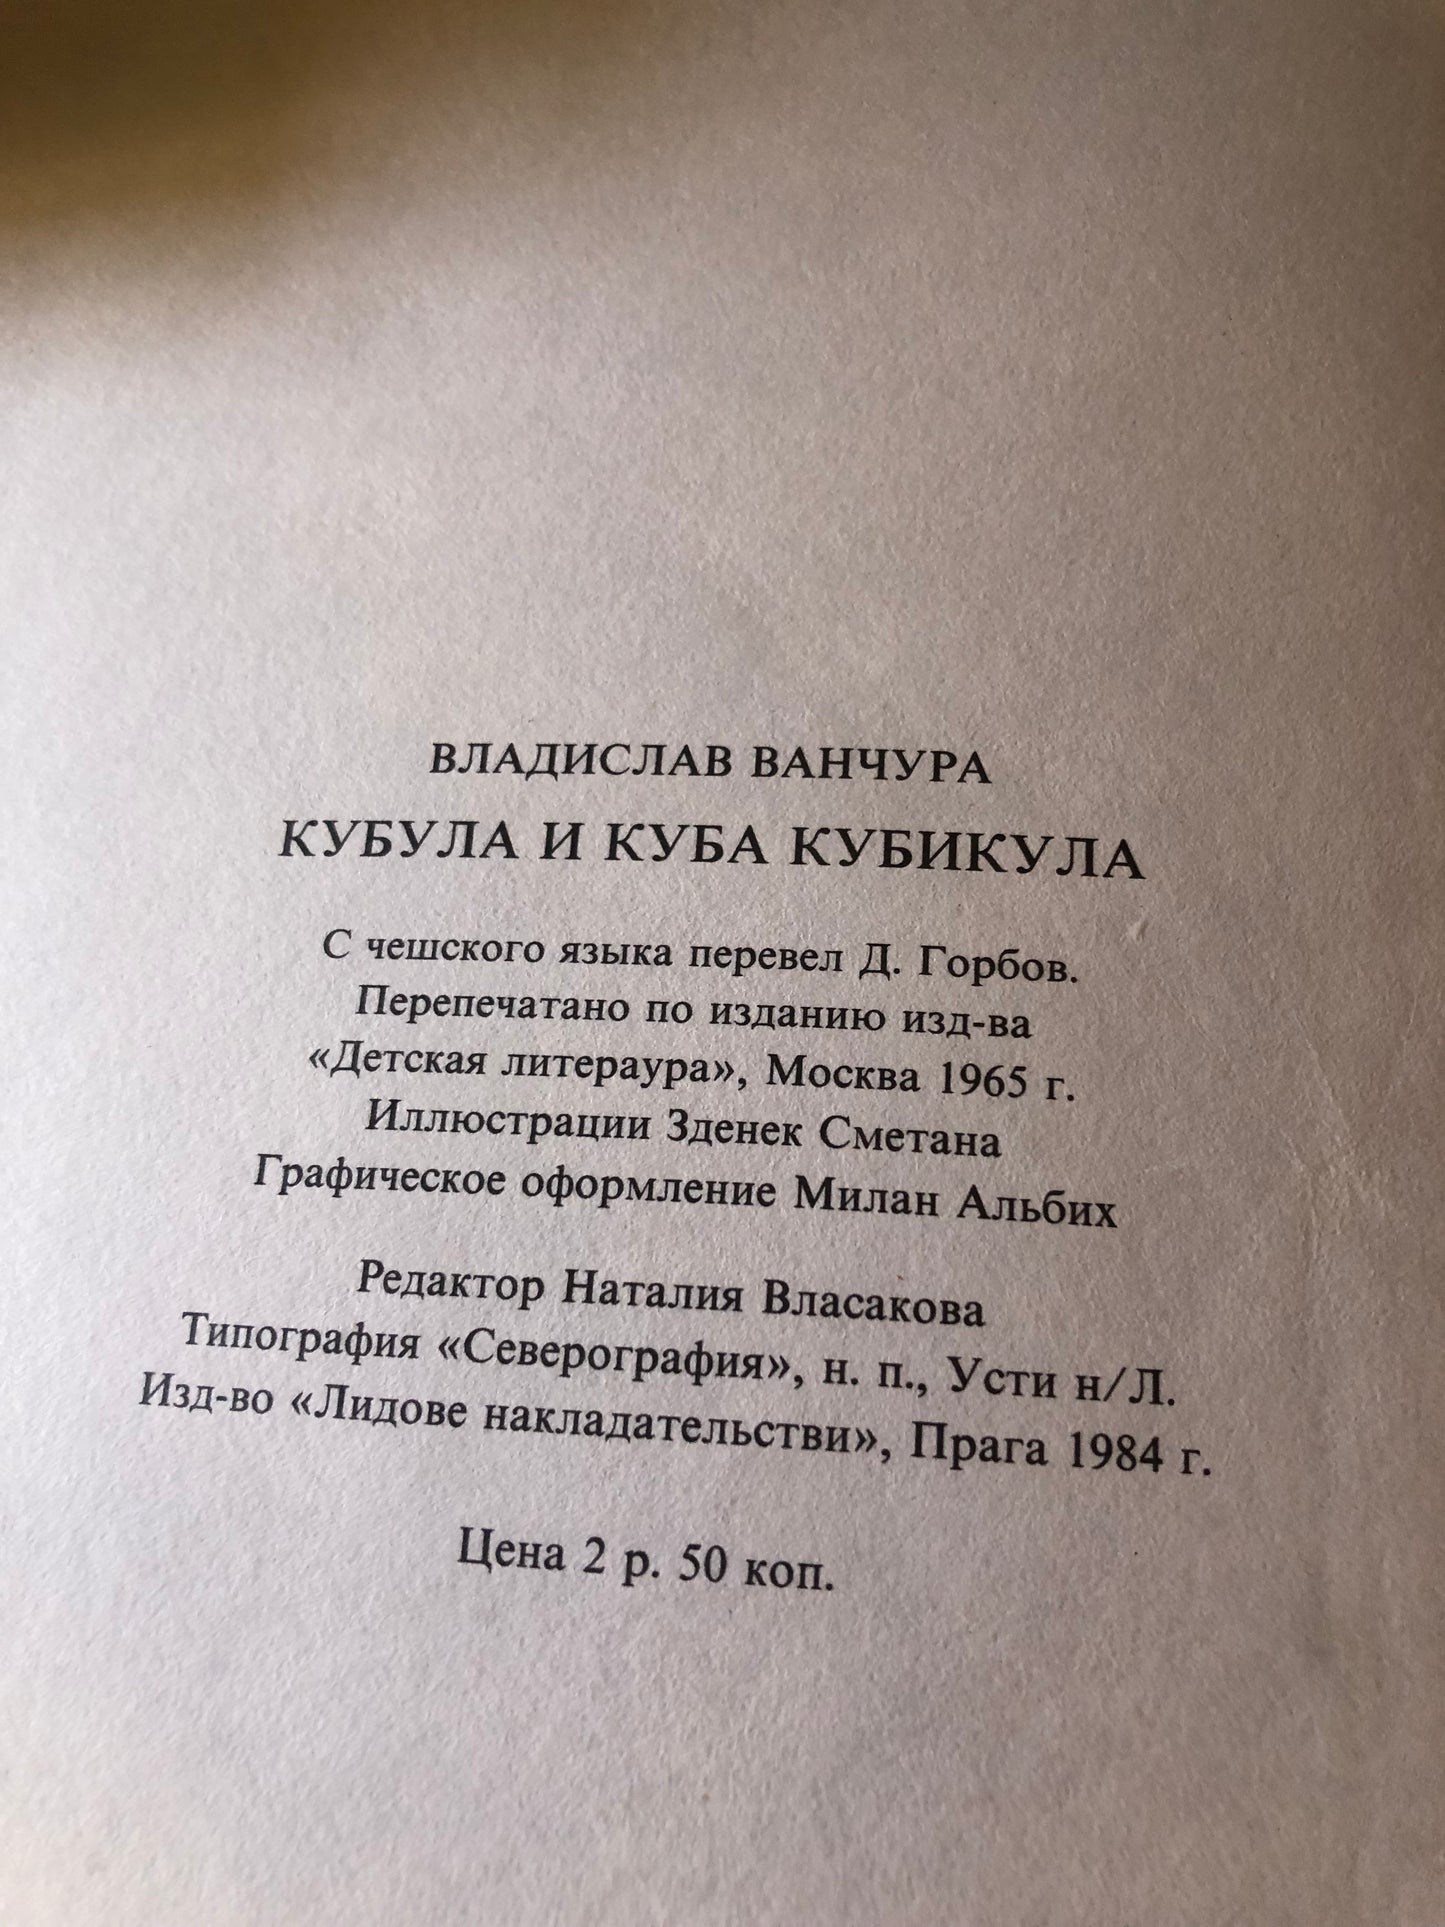 ВЛАДИСЛАВ ВАНЧУРА
КУБУЛА И КУБА КУБИКУЛА
С чешского языка перевел Д. Горбов.
Перепечатано по изданию изд-ва
«Детская литераура», Москва 1965 г.
Иллюстрации Зденек Сметана
Графическое оформление Милан Альбих
Редактор Наталия Власакова
Типография «Северография», н. п., Усти н/Л.
Изд-во «Лидове накладательстви», Прага 1984 г.
Цена 2 р. 50 коп.